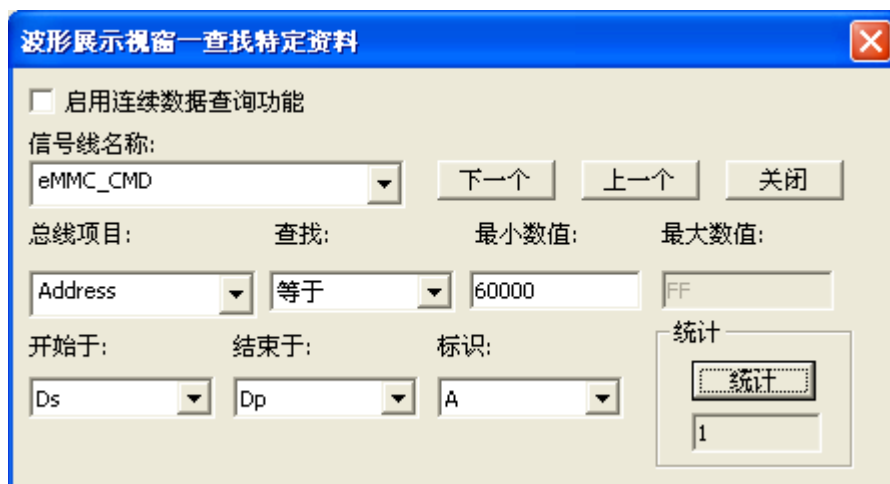 波形展示视窗—查找特定资料
启用连续数据查询功能
信号线名称:
eMMC_CMD 下一个 上一个 关闭
总线项目: 查找: 最小数值: 最大数值:
Address 等于 60000 FF
开始于: 结束于: 标识: 统计
Ds Dp A 统计
1